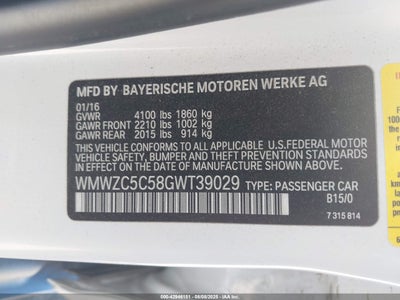 MFD BY BAYERISCHE MOTOREN WERKE AG
01/16
GVWR 4100 lbs 1860 kg
GAWR FRONT 2210 lbs 1002 kg
GAWR REAR 2015 lbs 914 kg
THIS VEHICLE CONFORMS TO ALL APPLICABLE
U.S.FEDERAL MOTOR
VEHICLE SAFETY, BUMPER AND THEFT PREVENTION STANDARDS
IN EFFECT ON THE DATE OF MANUFACTURE SHOWN ABOVE.
WMWZC5C58GWT39029 TYPE: PASSENGER CAR
B15/0
7 315 814